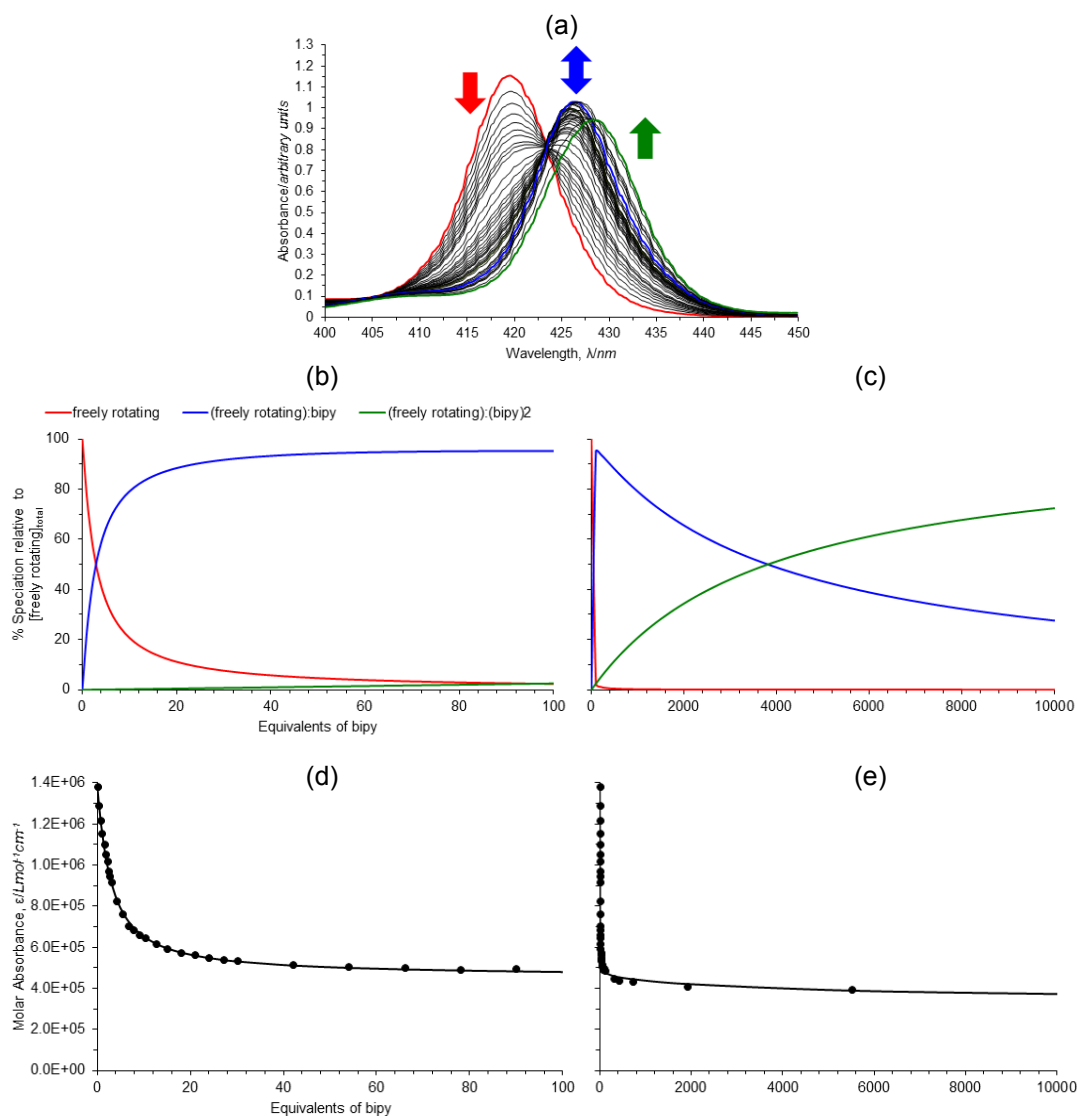 (a)
1.3
1.2
1.1
1
0.9
0.8
0.7
0.6
0.5
0.4
0.3
0.2
0.1
0
Absorbance/arbitrary units
400 405 410 415 420 425 430 435 440 445 450
Wavelength, λ/nm
(b) (c)
freely rotating (freely rotating):bipy (freely rotating):(bipy)2
100
80
60
40
20
0
% Speciation relative to
[freely rotating]total
0 20 40 60 80 100
Equivalents of bipy
0 2000 4000 6000 8000 10000
(d) (e)
1.4E+06
1.2E+06
1.0E+06
8.0E+05
6.0E+05
4.0E+05
2.0E+05
0.0E+00
Molar Absorbance, ε/Lmol⁻¹cm⁻¹
0 20 40 60 80 100
Equivalents of bipy
0 2000 4000 6000 8000 10000